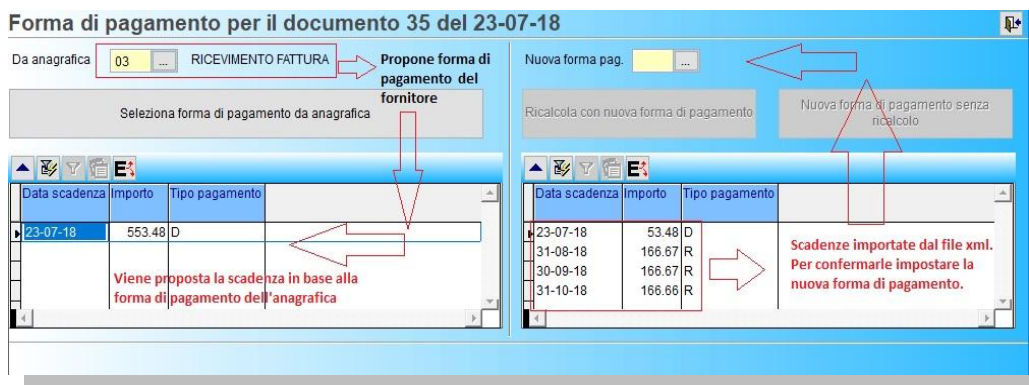 Forma di pagamento per il documento 35 del 23-07-18
Da anagrafica 03 ... RICEVIMENTO FATTURA
Propone forma di
pagamento del
fornitore
Seleziona forma di pagamento da anagrafica
Data scadenza Importo Tipo pagamento
23-07-18 553.48 D
Viene proposta la scadenza in base alla
forma di pagamento dell'anagrafica
Nuova forma pag. ...
Ricalcola con nuova forma di pagamento
Nuova forma di pagamento senza
ricalcolo
Data scadenza Importo Tipo pagamento
23-07-18 53.48 D
31-08-18 166.67 R
30-09-18 166.67 R
31-10-18 166.66 R
Scadenze importate dal file xml.
Per confermarle impostare la
nuova forma di pagamento.